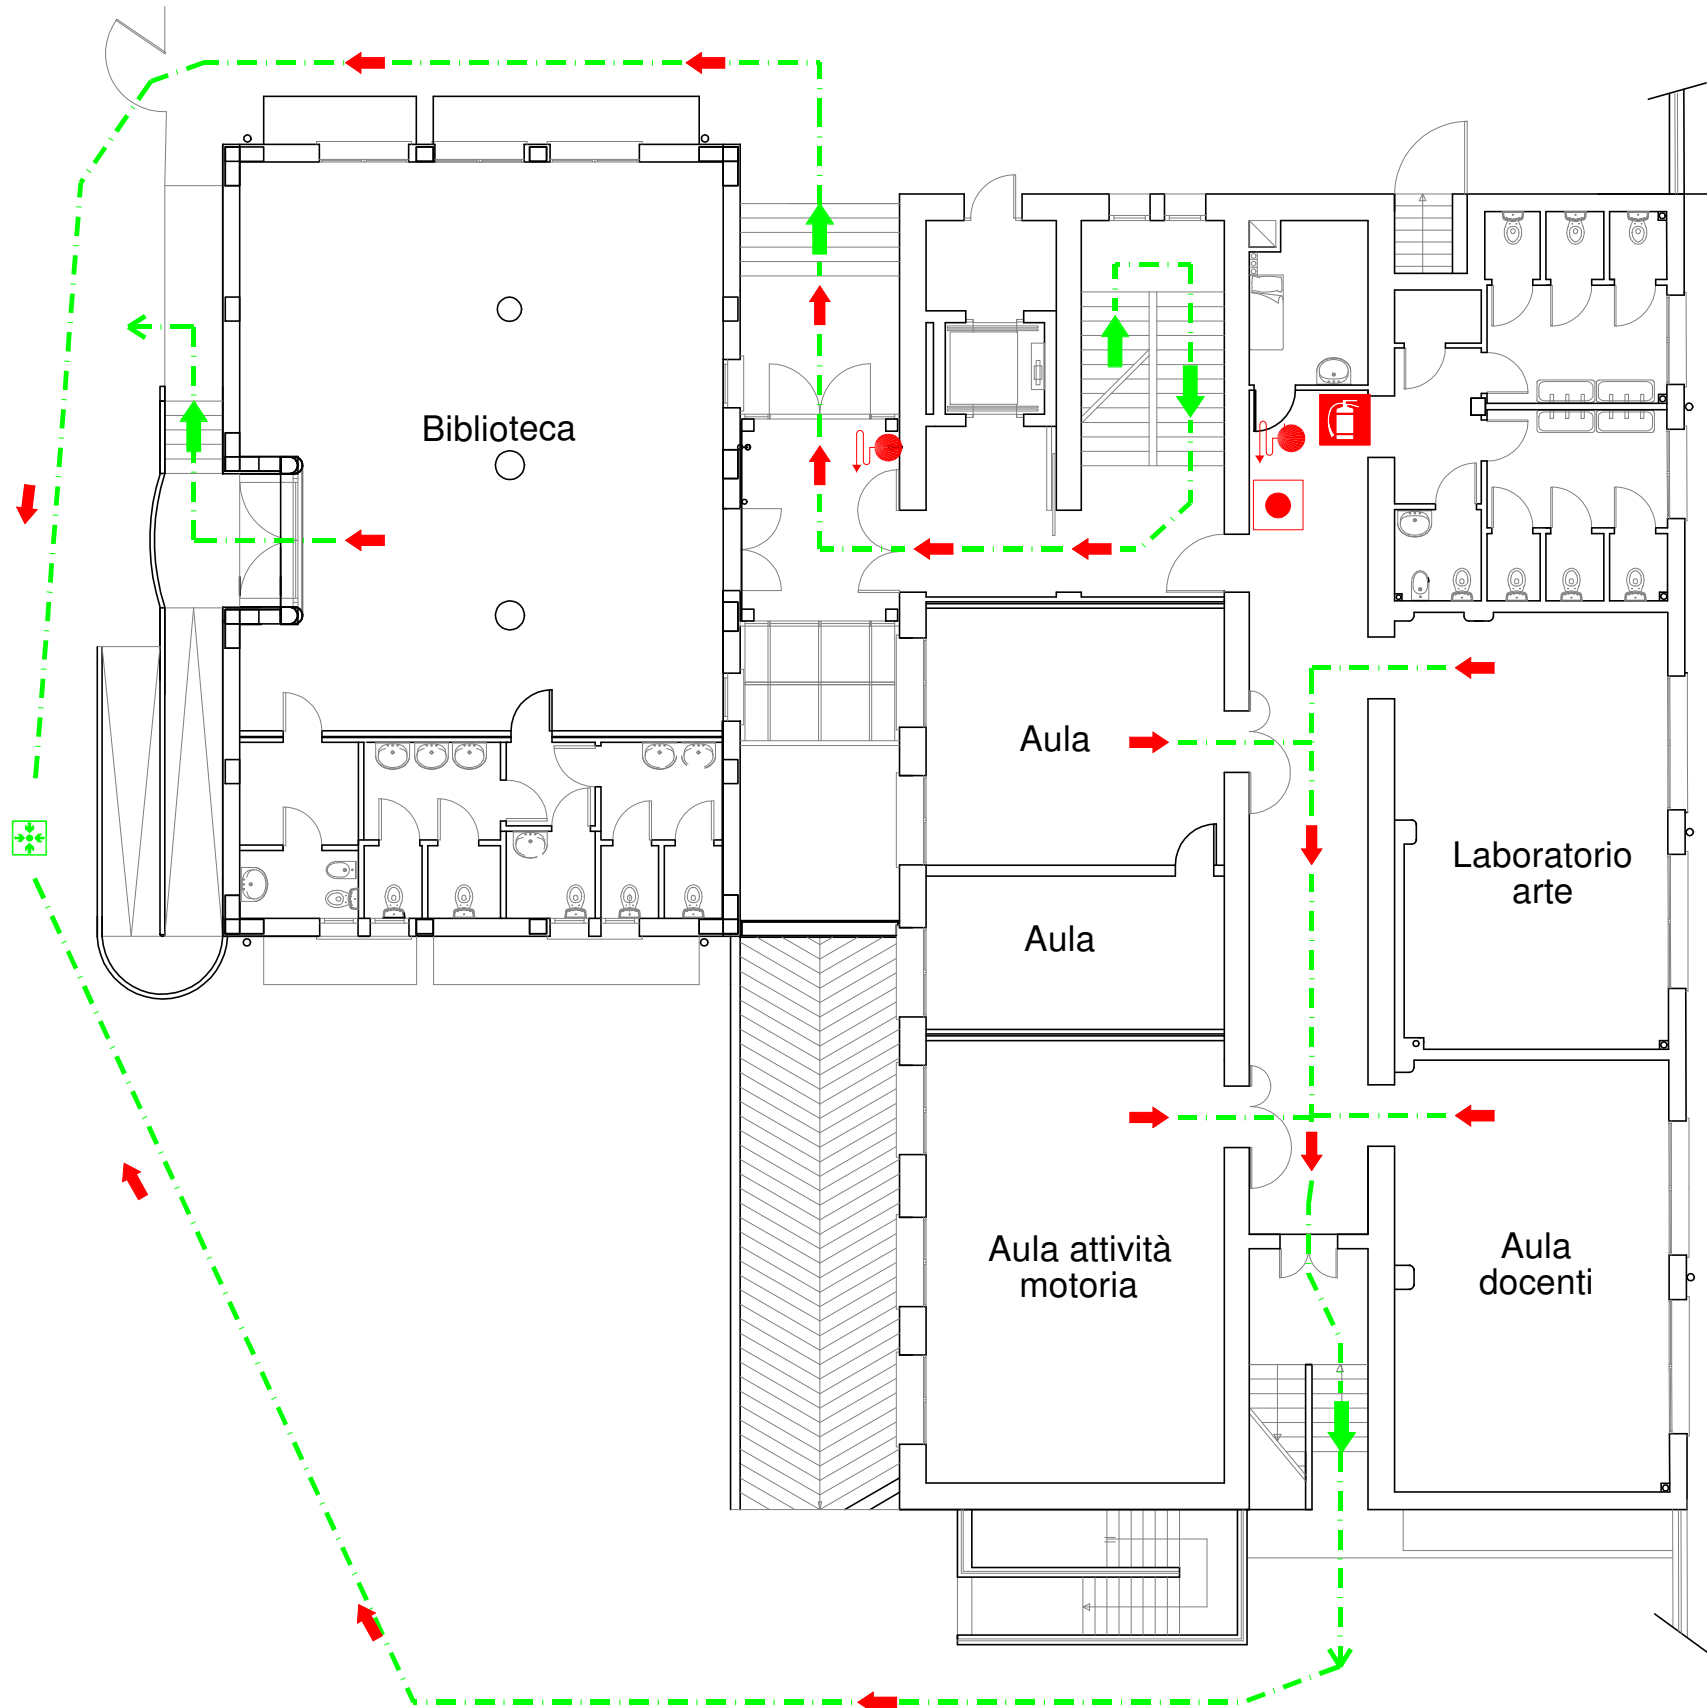 Biblioteca
Aula
Laboratorio
arte
Aula
Aula attività
motoria
Aula
docenti